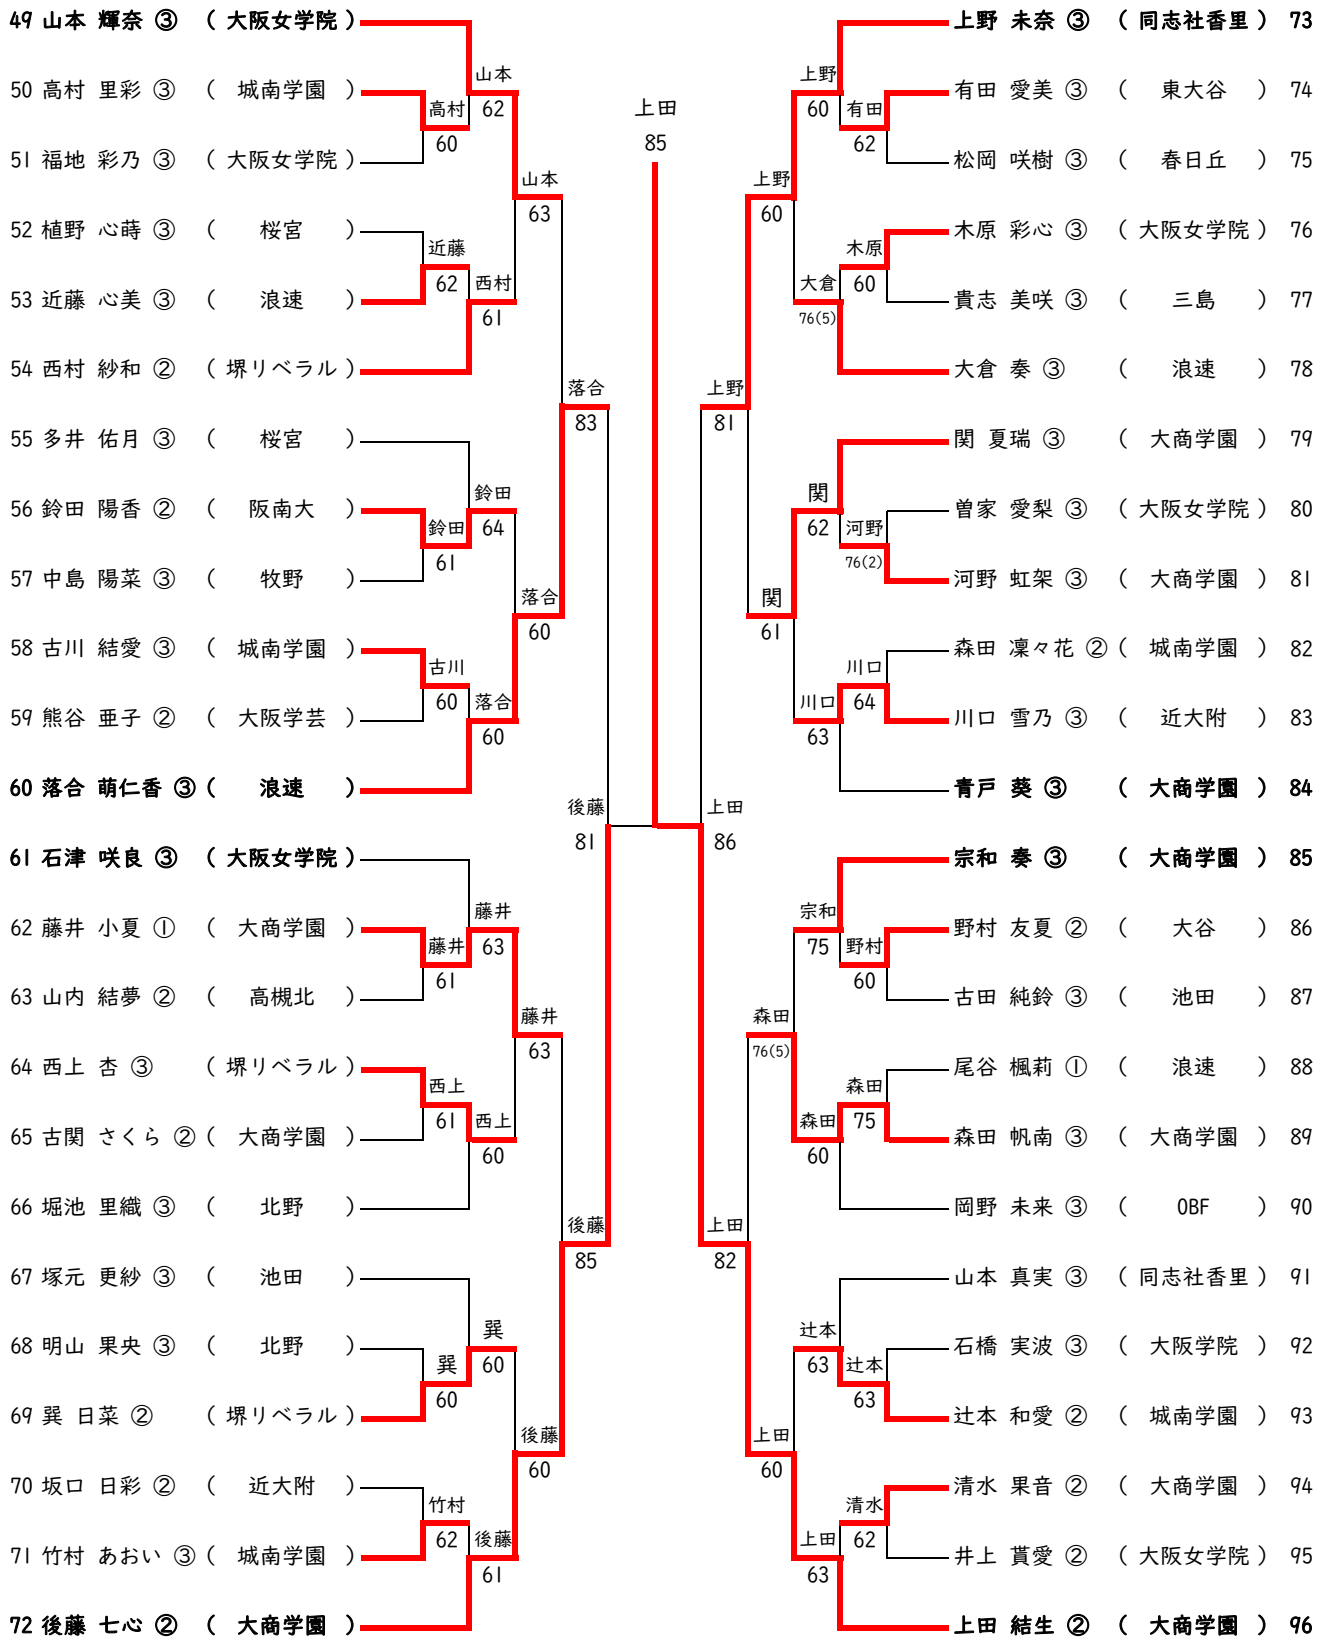 49 山本 輝奈 ③ ( 大阪女学院 )
50 高村 里彩 ③ ( 城南学園 )
51 福地 彩乃 ③ ( 大阪女学院 )
52 植野 心蒔 ③ ( 桜宮 )
53 近藤 心美 ③ ( 浪速 )
54 西村 紗和 ② ( 堺リベラル )
55 多井 佑月 ③ ( 桜宮 )
56 鈴田 陽香 ② ( 阪南大 )
57 中島 陽菜 ③ ( 牧野 )
58 古川 結愛 ③ ( 城南学園 )
59 熊谷 亜子 ② ( 大阪学芸 )
60 落合 萌仁香 ③ ( 浪速 )
61 石津 咲良 ③ ( 大阪女学院 )
62 藤井 小夏 ① ( 大商学園 )
63 山内 結夢 ② ( 高槻北 )
64 西上 杏 ③ ( 堺リベラル )
65 古関 さくら ② ( 大商学園 )
66 堀池 里織 ③ ( 北野 )
67 塚元 更紗 ③ ( 池田 )
68 明山 果央 ③ ( 北野 )
69 巽 日菜 ② ( 堺リベラル )
70 坂口 日彩 ② ( 近大附 )
71 竹村 あおい ③ ( 城南学園 )
72 後藤 七心 ② ( 大商学園 )
高村
60
近藤
62
鈴田
61
古川
60
藤井
61
西上
61
巽
60
竹村
62
山本
62
西村
61
鈴田
64
落合
60
藤井
63
西上
60
巽
60
後藤
61
山本
63
落合
60
藤井
63
後藤
60
落合
83
後藤
85
後藤
81
上田
85
上田
86
上野
81
上田
82
上野
60
関
61
森田
76(5)
上田
60
上野
60
大倉
76(5)
関
62
川口
63
宗和
75
森田
60
辻本
63
上田
63
有田
62
木原
60
河野
76(2)
川口
64
野村
60
森田
75
辻本
63
清水
62
上野 未奈 ③ ( 同志社香里 ) 73
有田 愛美 ③ ( 東大谷 ) 74
松岡 咲樹 ③ ( 春日丘 ) 75
木原 彩心 ③ ( 大阪女学院 ) 76
貴志 美咲 ③ ( 三島 ) 77
大倉 奏 ③ ( 浪速 ) 78
関 夏瑞 ③ ( 大商学園 ) 79
曽家 愛梨 ③ ( 大阪女学院 ) 80
河野 虹架 ③ ( 大商学園 ) 81
森田 凜々花 ② ( 城南学園 ) 82
川口 雪乃 ③ ( 近大附 ) 83
青戸 葵 ③ ( 大商学園 ) 84
宗和 奏 ③ ( 大商学園 ) 85
野村 友夏 ② ( 大谷 ) 86
古田 純鈴 ③ ( 池田 ) 87
尾谷 楓莉 ① ( 浪速 ) 88
森田 帆南 ③ ( 大商学園 ) 89
岡野 未来 ③ ( OBF ) 90
山本 真実 ③ ( 同志社香里 ) 91
石橋 実波 ③ ( 大阪学院 ) 92
辻本 和愛 ② ( 城南学園 ) 93
清水 果音 ② ( 大商学園 ) 94
井上 貰愛 ② ( 大阪女学院 ) 95
上田 結生 ② ( 大商学園 ) 96